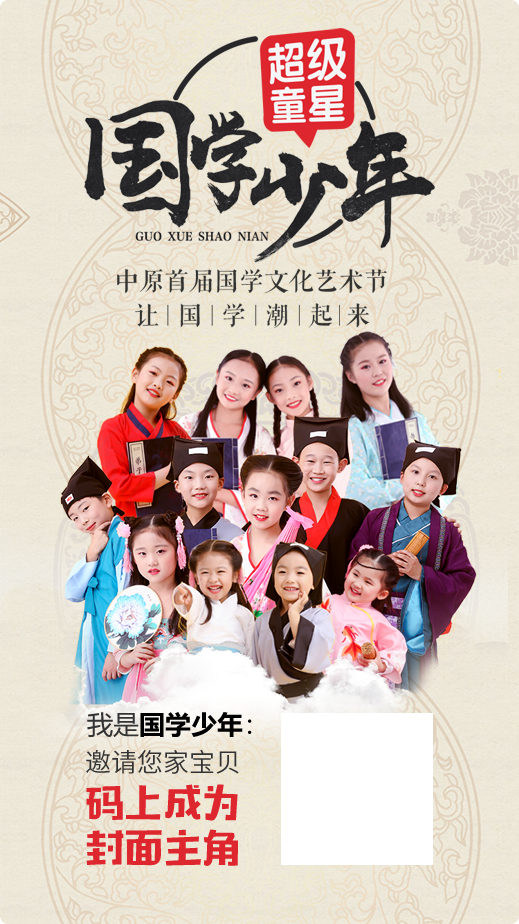 超级
童星
国学少年
GUO XUE SHAO NIAN
中原首届国学文化艺术节
让|国|学|潮|起|来
我是国学少年：
邀请您家宝贝
码上成为
封面主角